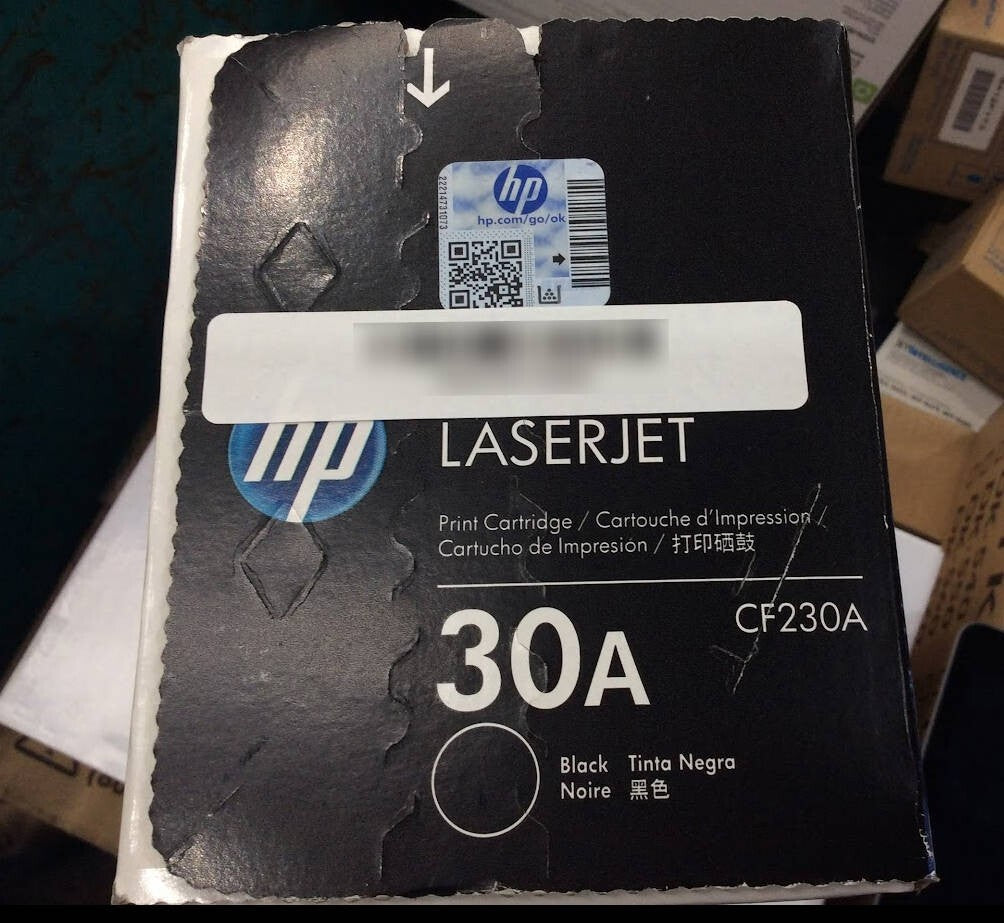 hp
hp.com/go/ok
22214731073
hp
LASERJET
Print Cartridge / Cartouche d'Impression /
Cartucho de Impresión / 打印硒鼓
30A
CF230A
Black Tinta Negra
Noire 黑色